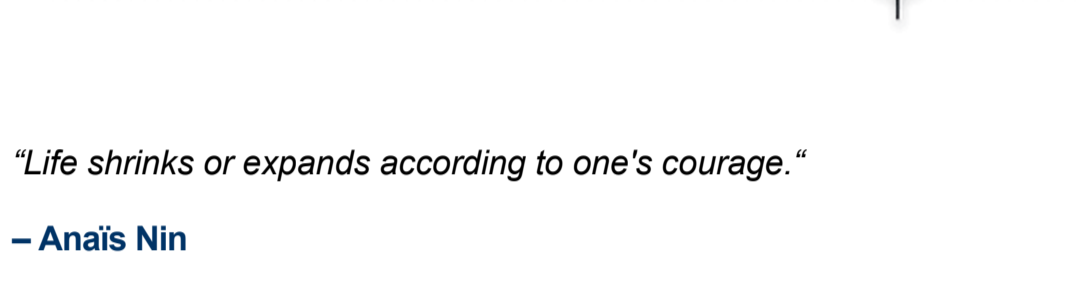 “Life shrinks or expands according to one's courage.“
– Anaïs Nin